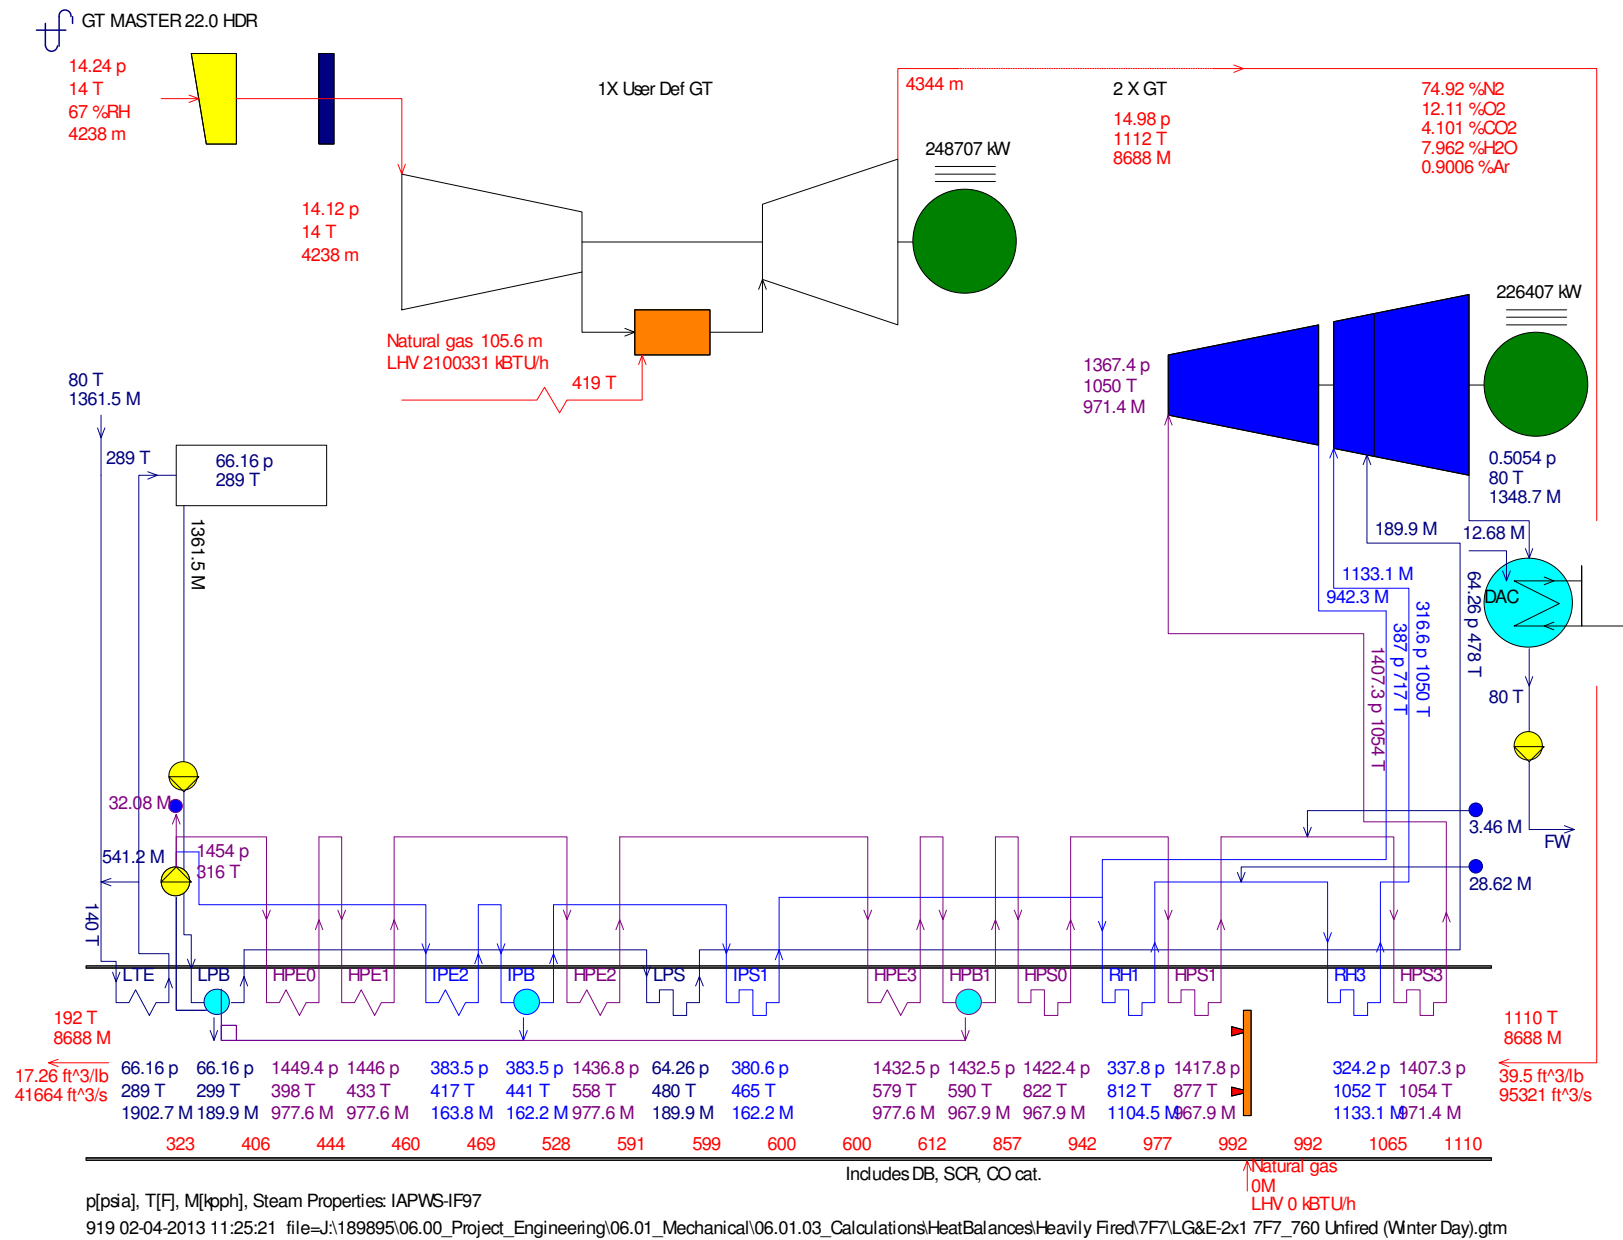 GT MASTER 22.0 HDR
14.24 p
14 T
67 %RH
4238 m
1X User Def GT
4344 m
2 X GT
14.98 p
1112 T
8688 M
74.92 %N2
12.11 %O2
4.101 %CO2
7.962 %H2O
0.9006 %Ar
248707 kW
14.12 p
14 T
4238 m
226407 kW
Natural gas 105.6 m
LHV 2100331 kBTU/h
419 T
1367.4 p
1050 T
971.4 M
80 T
1361.5 M
289 T
66.16 p
289 T
0.5054 p
80 T
1348.7 M
1361.5 M
189.9 M
12.68 M
1133.1 M
942.3 M
64.26 p 478 T
DAC
316.6 p 1050 T
387 p 717 T
1407.3 p 1054 T
80 T
32.08 M
3.46 M
FW
1454 p
316 T
541.2 M
28.62 M
140 T
LTE LPB HPE0 HPE1 IPE2 IPB HPE2 LPS IPS1 HPE3 HPB1 HPS0 RH1 HPS1 RH3 HPS3
192 T
8688 M
1110 T
8688 M
17.26 ft^3/lb
41664 ft^3/s
39.5 ft^3/lb
95321 ft^3/s
66.16 p 66.16 p 1449.4 p 1446 p 383.5 p 383.5 p 1436.8 p 64.26 p 380.6 p 1432.5 p 1432.5 p 1422.4 p 337.8 p 1417.8 p 324.2 p 1407.3 p
289 T 299 T 398 T 433 T 417 T 441 T 558 T 480 T 465 T 579 T 590 T 822 T 812 T 877 T 1052 T 1054 T
1902.7 M 189.9 M 977.6 M 977.6 M 163.8 M 162.2 M 977.6 M 189.9 M 162.2 M 977.6 M 967.9 M 967.9 M 1104.5 M 967.9 M 1133.1 M 971.4 M
323 406 444 460 469 528 591 599 600 600 612 857 942 977 992 992 1065 1110
Includes DB, SCR, CO cat.
Natural gas
0M
LHV 0 kBTU/h
p[psia], T[F], M[kpph], Steam Properties: IAPWS-IF97
919 02-04-2013 11:25:21 file=J:\189895\06.00_Project_Engineering\06.01_Mechanical\06.01.03_Calculations\HeatBalances\Heavily Fired\7F7\LG&E-2x1 7F7_760 Unfired (Winter Day).gtm